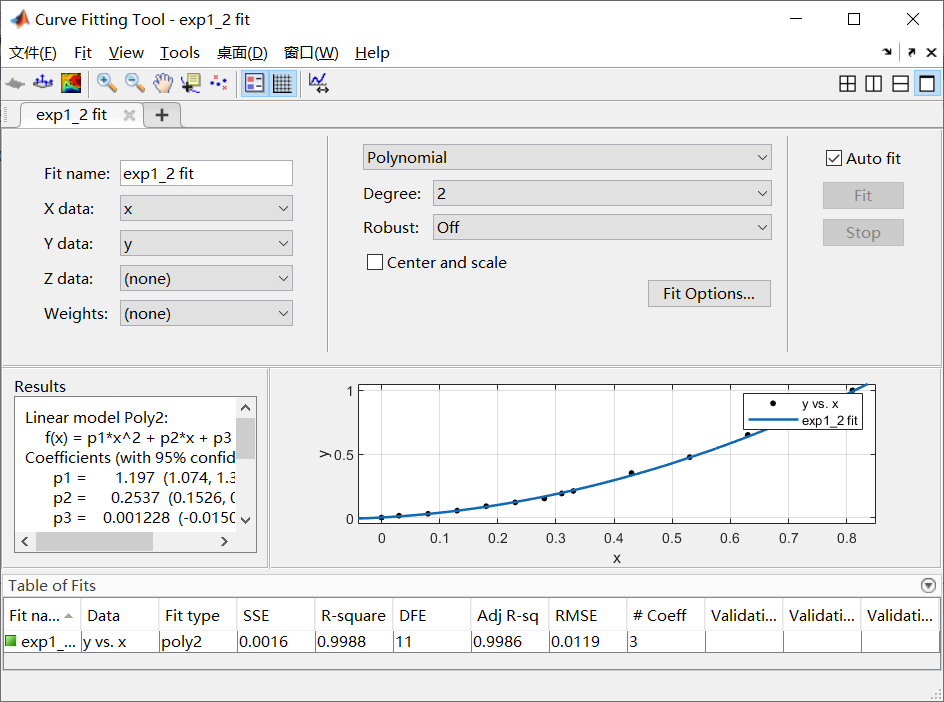 Curve Fitting Tool - exp1_2 fit
文件(F) Fit View Tools 桌面(D) 窗口(W) Help
exp1_2 fit
Fit name: exp1_2 fit
X data: x
Y data: y
Z data: (none)
Weights: (none)
Polynomial
Degree: 2
Robust: Off
Center and scale
Fit Options...
Auto fit
Fit
Stop
Results
Linear model Poly2:
f(x) = p1*x^2 + p2*x + p3
Coefficients (with 95% confid
p1 = 1.197 (1.074, 1.3
p2 = 0.2537 (0.1526, 0
p3 = 0.001228 (-0.0150
1
0.5
0
y
0 0.1 0.2 0.3 0.4 0.5 0.6 0.7 0.8
x
y vs. x
exp1_2 fit
Table of Fits
Fit na... Data Fit type SSE R-square DFE Adj R-sq RMSE # Coeff Validati... Validati... Validati...
exp1_... y vs. x poly2 0.0016 0.9988 11 0.9986 0.0119 3